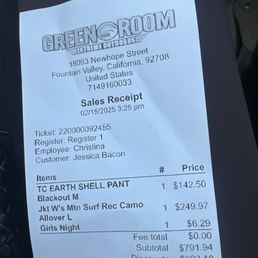 GREEN ROOM
18093 Newhope Street
Fountain Valley, California, 92708
United States
7149160033
Sales Receipt
02/15/2025 3:25 pm
Ticket: 220000092455
Register: Register 1
Employee: Christina
Customer: Jessica Bacon
Items # Price
TC EARTH SHELL PANT 1 $142.50
Blackout M
Jkt W's Mtn Surf Rec Camo 1 $249.97
Allover L
Girls Night 1 $6.29
Fee total $0.00
Subtotal $791.94